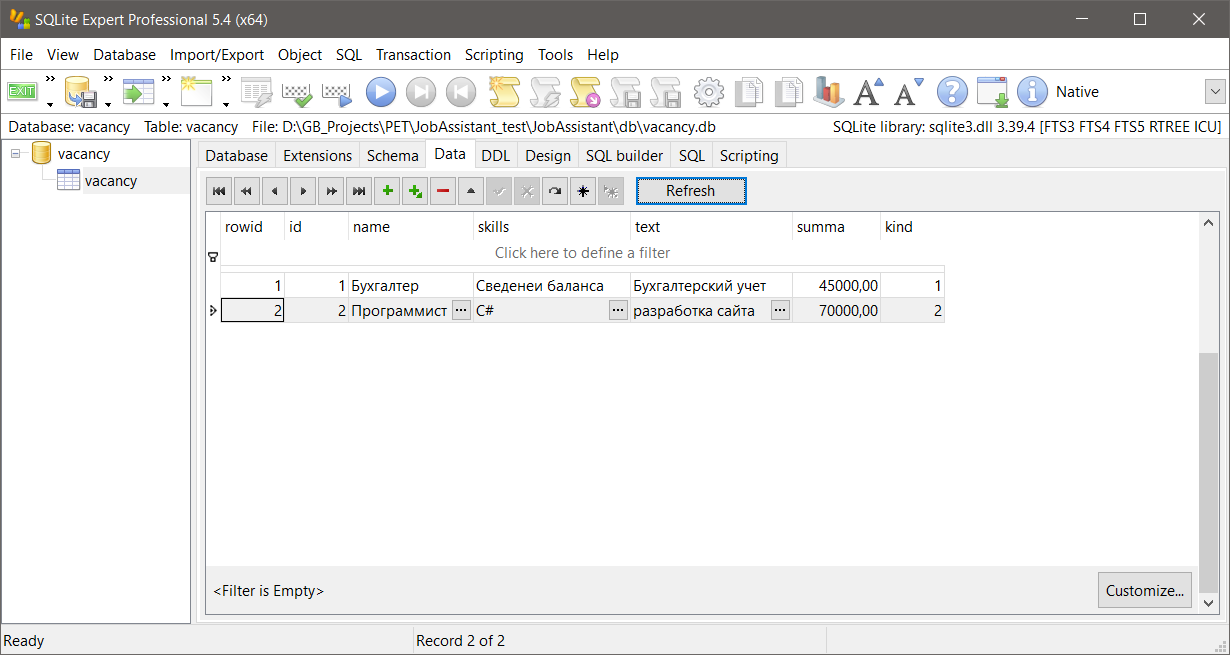 SQLite Expert Professional 5.4 (x64)
File View Database Import/Export Object SQL Transaction Scripting Tools Help
EXIT Native
Database: vacancy Table: vacancy File: D:\GB_Projects\PET\JobAssistant_test\JobAssistant\db\vacancy.db SQLite library: sqlite3.dll 3.39.4 [FTS3 FTS4 FTS5 RTREE ICU]
vacancy
vacancy
Database Extensions Schema Data DDL Design SQL builder SQL Scripting
Refresh
rowid id name skills text summa kind
Click here to define a filter
1 1 Бухгалтер Сведенеи баланса Бухгалтерский учет 45000,00 1
2 2 Программист ... C# ... разработка сайта ... 70000,00 2
<Filter is Empty> Customize...
Ready Record 2 of 2